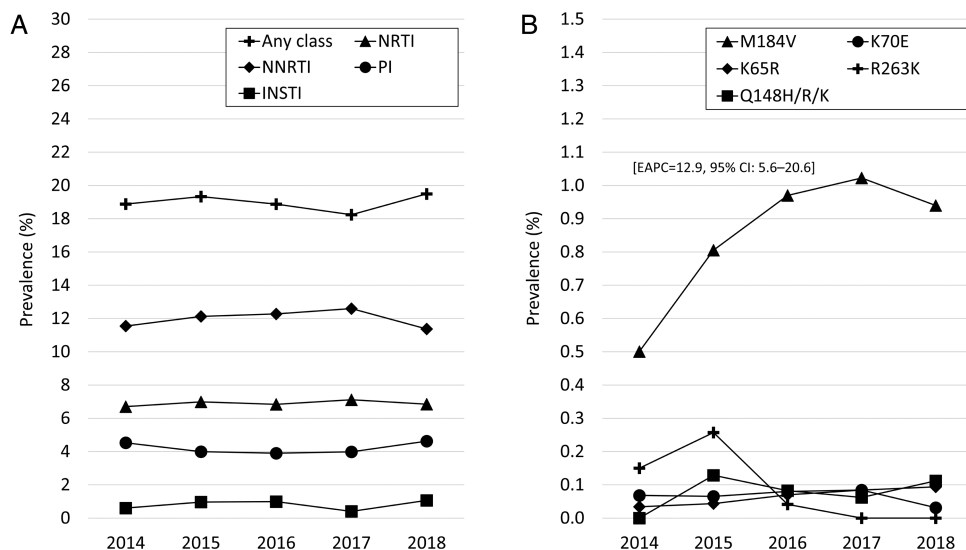 A
Prevalence (%)
30
28
26
24
22
20
18
16
14
12
10
8
6
4
2
0
Any class NRTI
NNRTI PI
INSTI
2014 2015 2016 2017 2018
B
Prevalence (%)
1.5
1.4
1.3
1.2
1.1
1.0
0.9
0.8
0.7
0.6
0.5
0.4
0.3
0.2
0.1
0.0
M184V K70E
K65R R263K
Q148H/R/K
[EAPC=12.9, 95% CI: 5.6–20.6]
2014 2015 2016 2017 2018